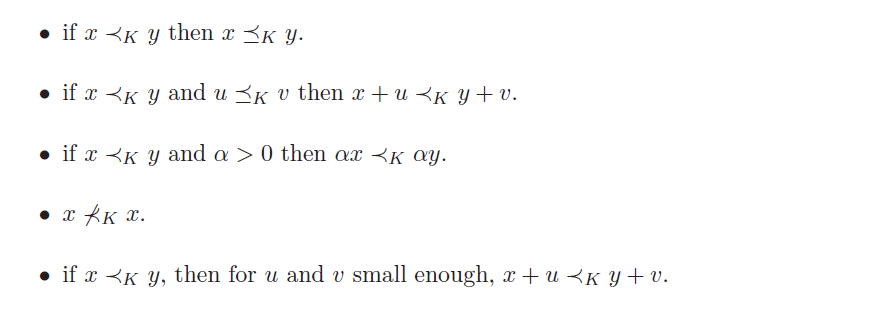 • if x ≺_K y then x ⪯_K y.
• if x ≺_K y and u ⪯_K v then x + u ≺_K y + v.
• if x ≺_K y and α > 0 then αx ≺_K αy.
• x ⊀_K x.
• if x ≺_K y, then for u and v small enough, x + u ≺_K y + v.